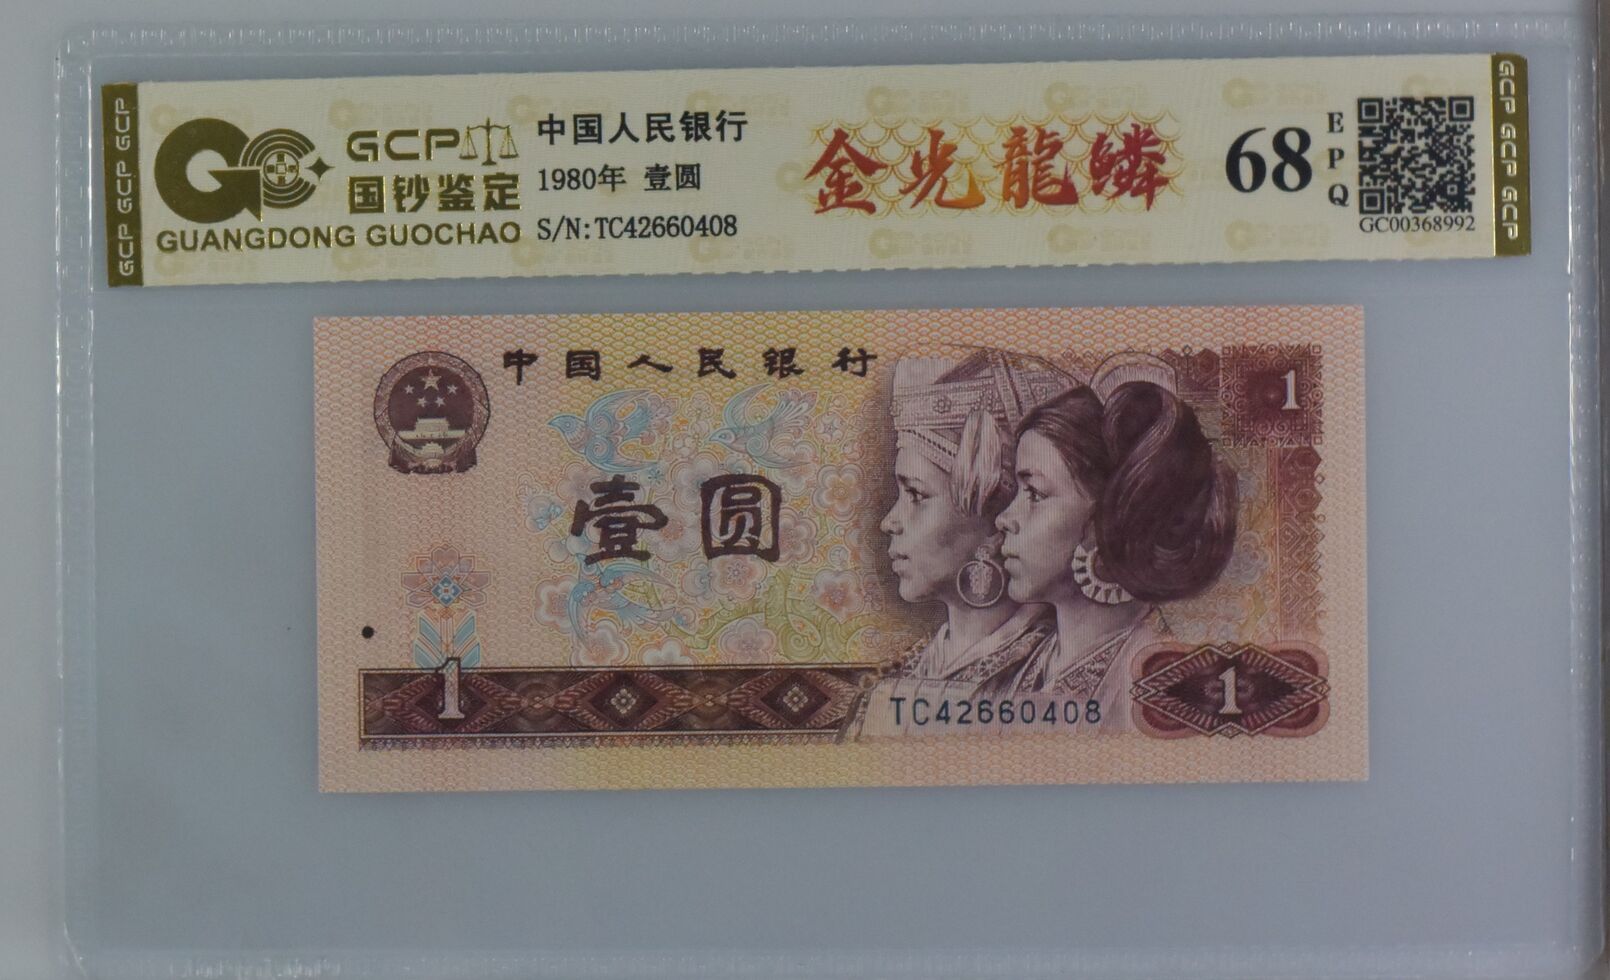 GCP GCP GCP
GCP
国钞鉴定
GUANGDONG GUOCHAO
中国人民银行
1980年 壹圆
S/N:TC42660408
金光龍鳞
68
EPQ
GC00368992
GCP GCP GCP
中国人民银行
1
壹圆
1
TC42660408
1